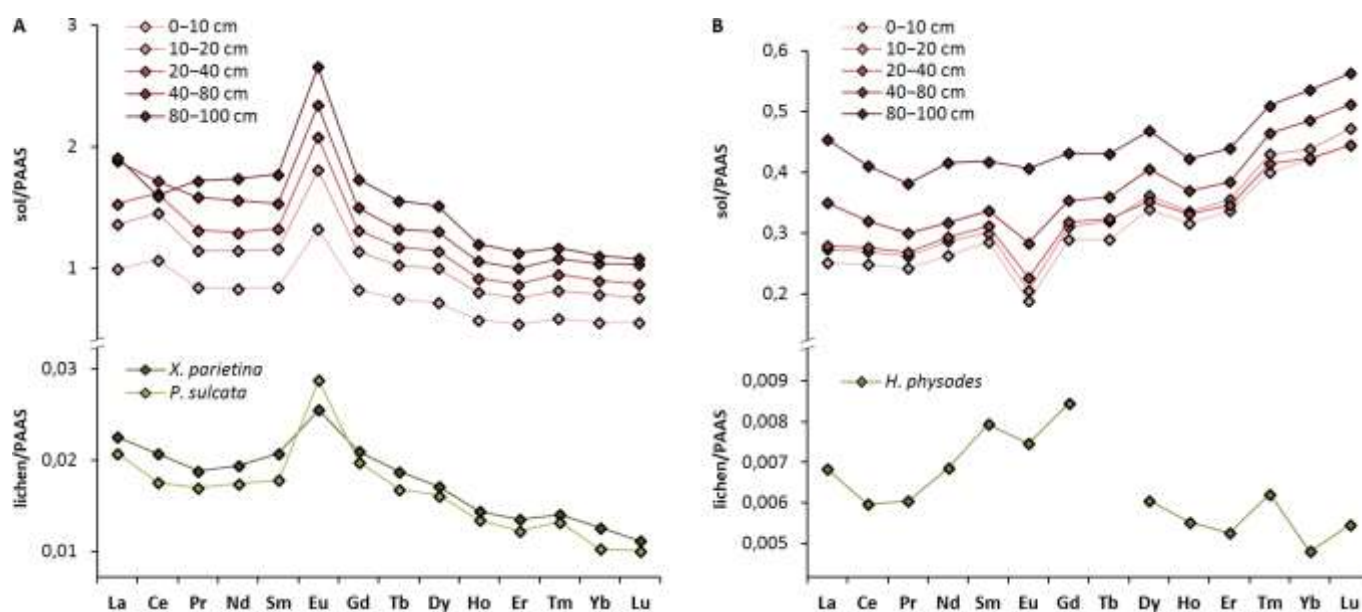 A
3
0–10 cm
10–20 cm
20–40 cm
40–80 cm
80–100 cm
2
sol/PAAS
1
0,03
X. parietina
P. sulcata
0,02
lichen/PAAS
0,01
La Ce Pr Nd Sm Eu Gd Tb Dy Ho Er Tm Yb Lu
B
0–10 cm
10–20 cm
20–40 cm
40–80 cm
80–100 cm
0,6
0,5
0,4
sol/PAAS
0,3
0,2
0,009
H. physodes
0,008
0,007
lichen/PAAS
0,006
0,005
La Ce Pr Nd Sm Eu Gd Tb Dy Ho Er Tm Yb Lu